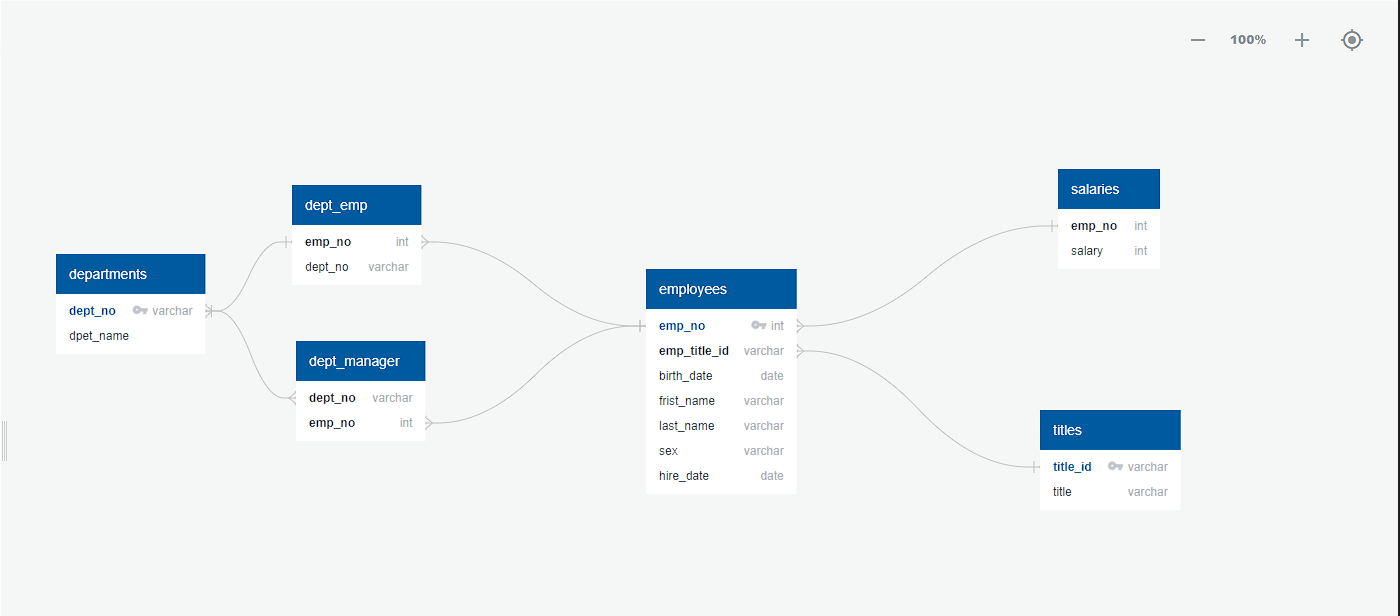 100%
departments
dept_no varchar
dpet_name
dept_emp
emp_no int
dept_no varchar
dept_manager
dept_no varchar
emp_no int
employees
emp_no int
emp_title_id varchar
birth_date date
frist_name varchar
last_name varchar
sex varchar
hire_date date
salaries
emp_no int
salary int
titles
title_id varchar
title varchar